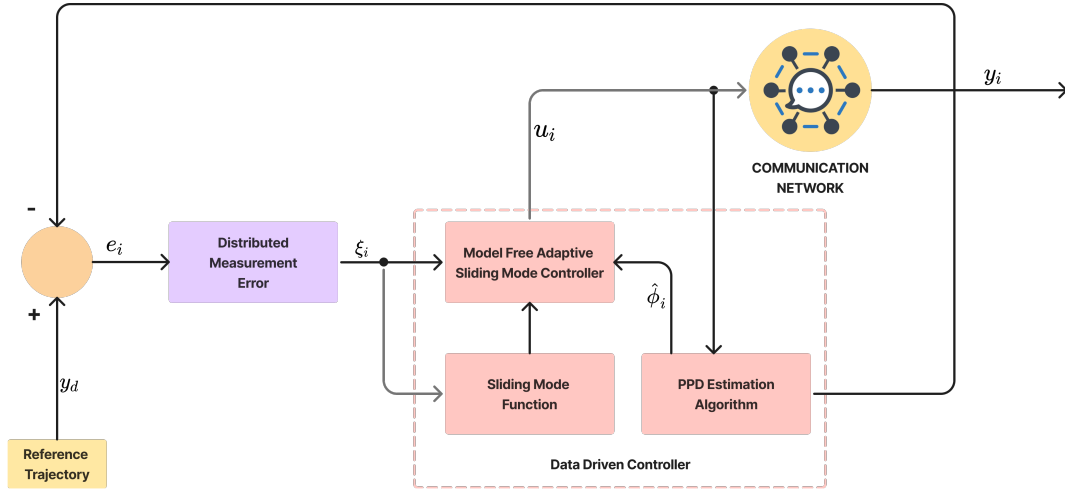 y_i
u_i
COMMUNICATION
NETWORK
-
e_i
Distributed
Measurement
Error
ξ_i
Model Free Adaptive
Sliding Mode Controller
+
ϕ̂_i
y_d
Sliding Mode
Function
PPD Estimation
Algorithm
Reference
Trajectory
Data Driven Controller